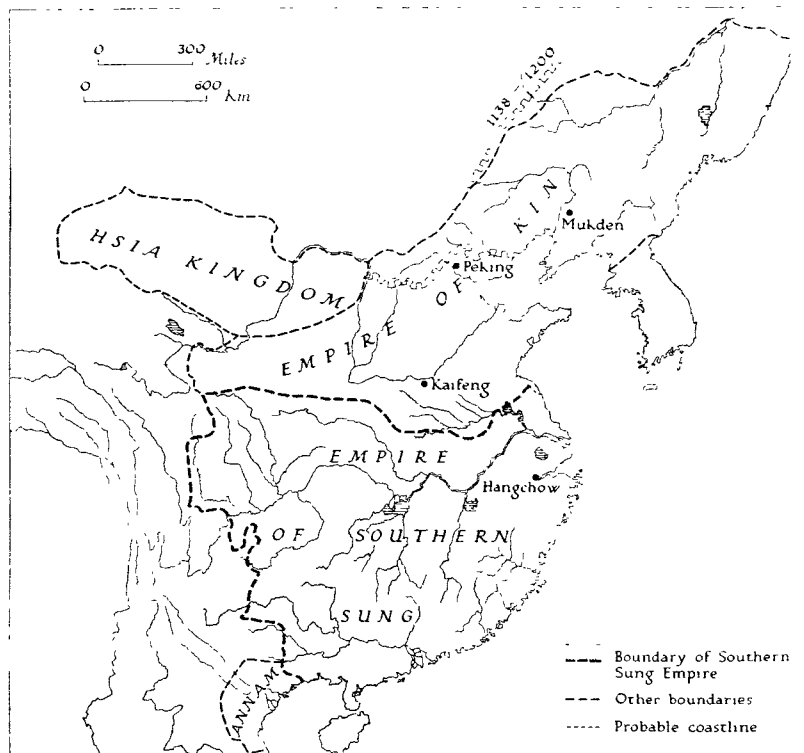 0 300 Miles
0 600 Km
1138 1200
HSIA KINGDOM
EMPIRE OF KIN
Mukden
Peking
Kaifeng
EMPIRE
Hangchow
OF SOUTHERN
SUNG
ANNAM
Boundary of Southern
Sung Empire
Other boundaries
Probable coastline